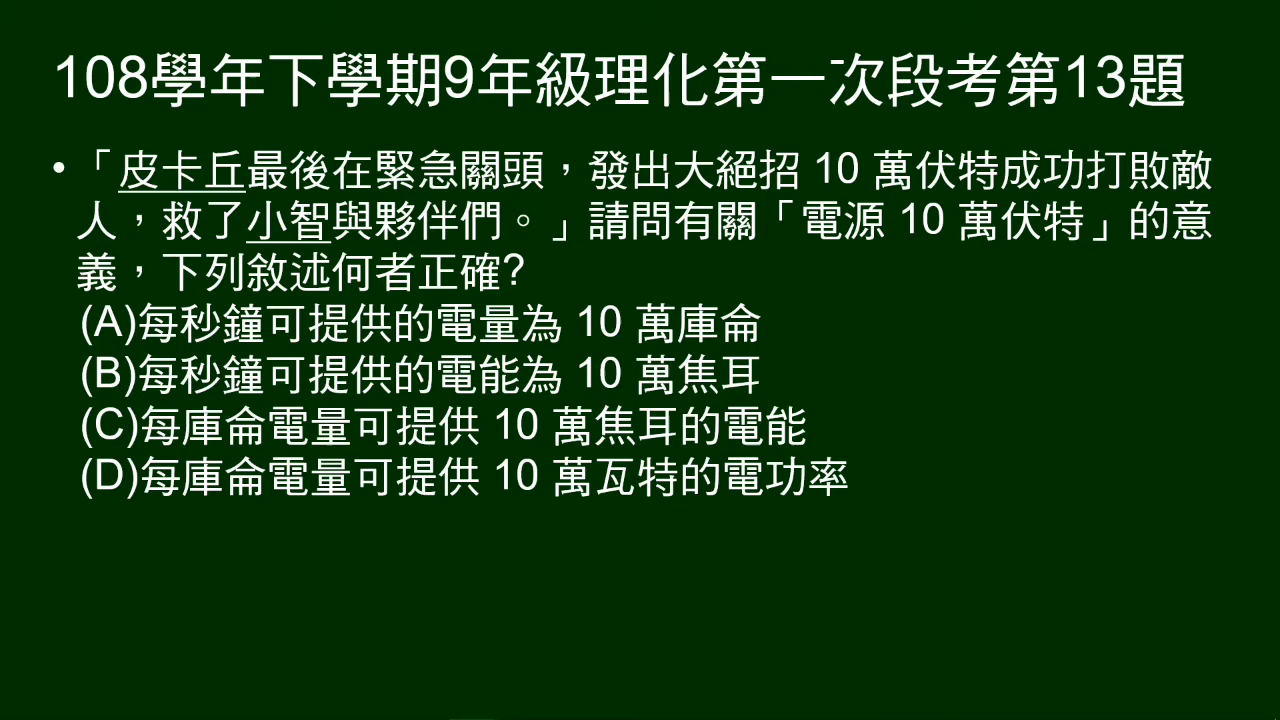 108學年下學期9年級理化第一次段考第13題
•「皮卡丘最後在緊急關頭，發出大絕招 10 萬伏特成功打敗敵
人，救了小智與夥伴們。」請問有關「電源 10 萬伏特」的意
義，下列敘述何者正確?
(A)每秒鐘可提供的電量為 10 萬庫侖
(B)每秒鐘可提供的電能為 10 萬焦耳
(C)每庫侖電量可提供 10 萬焦耳的電能
(D)每庫侖電量可提供 10 萬瓦特的電功率